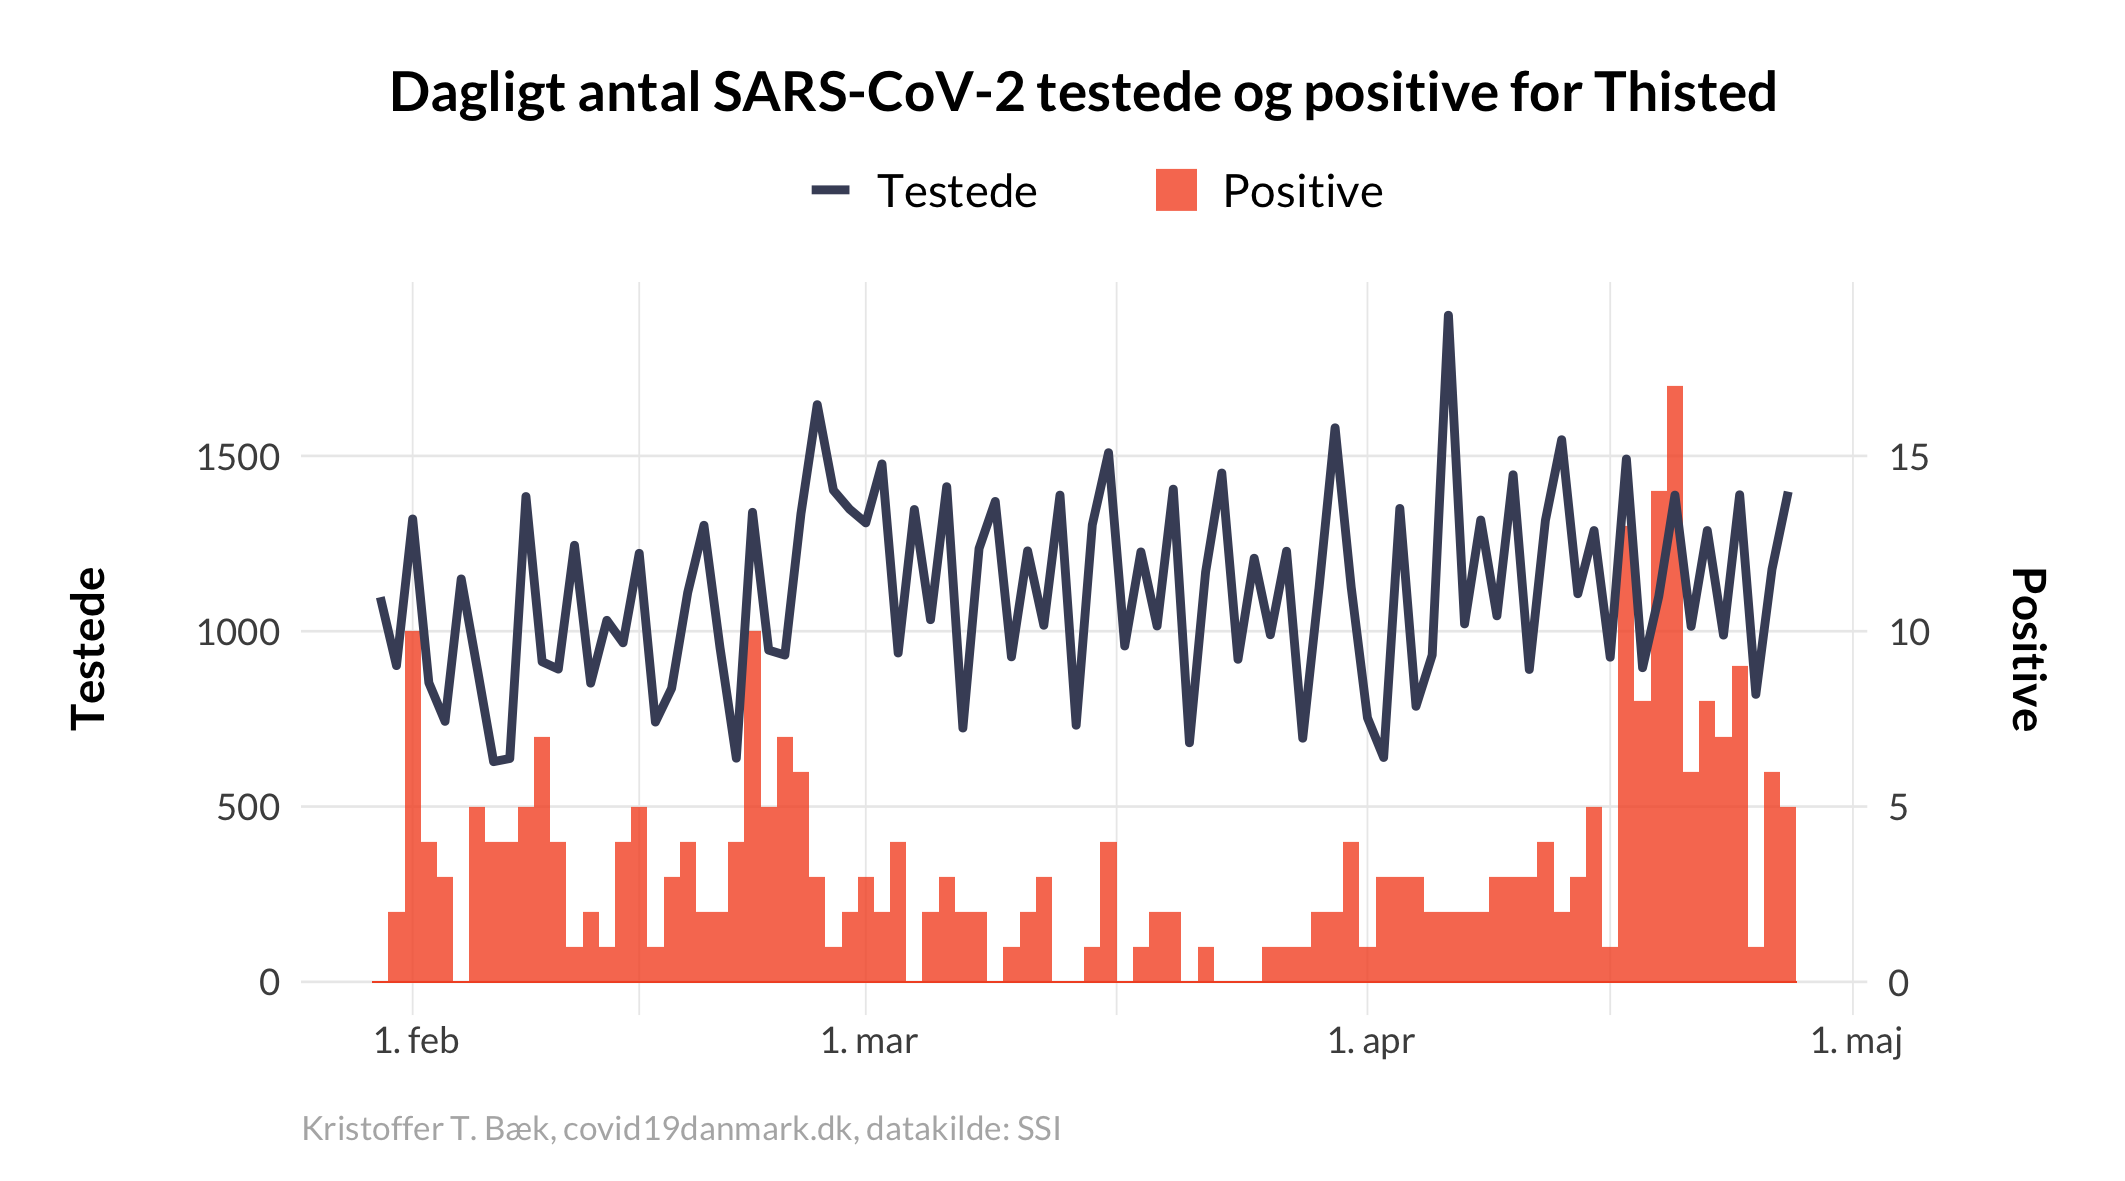 Dagligt antal SARS-CoV-2 testede og positive for Thisted
Testede Positive
Testede
Positive
1500 15
1000 10
500 5
0 0
1. feb 1. mar 1. apr 1. maj
Kristoffer T. Bæk, covid19danmark.dk, datakilde: SSI